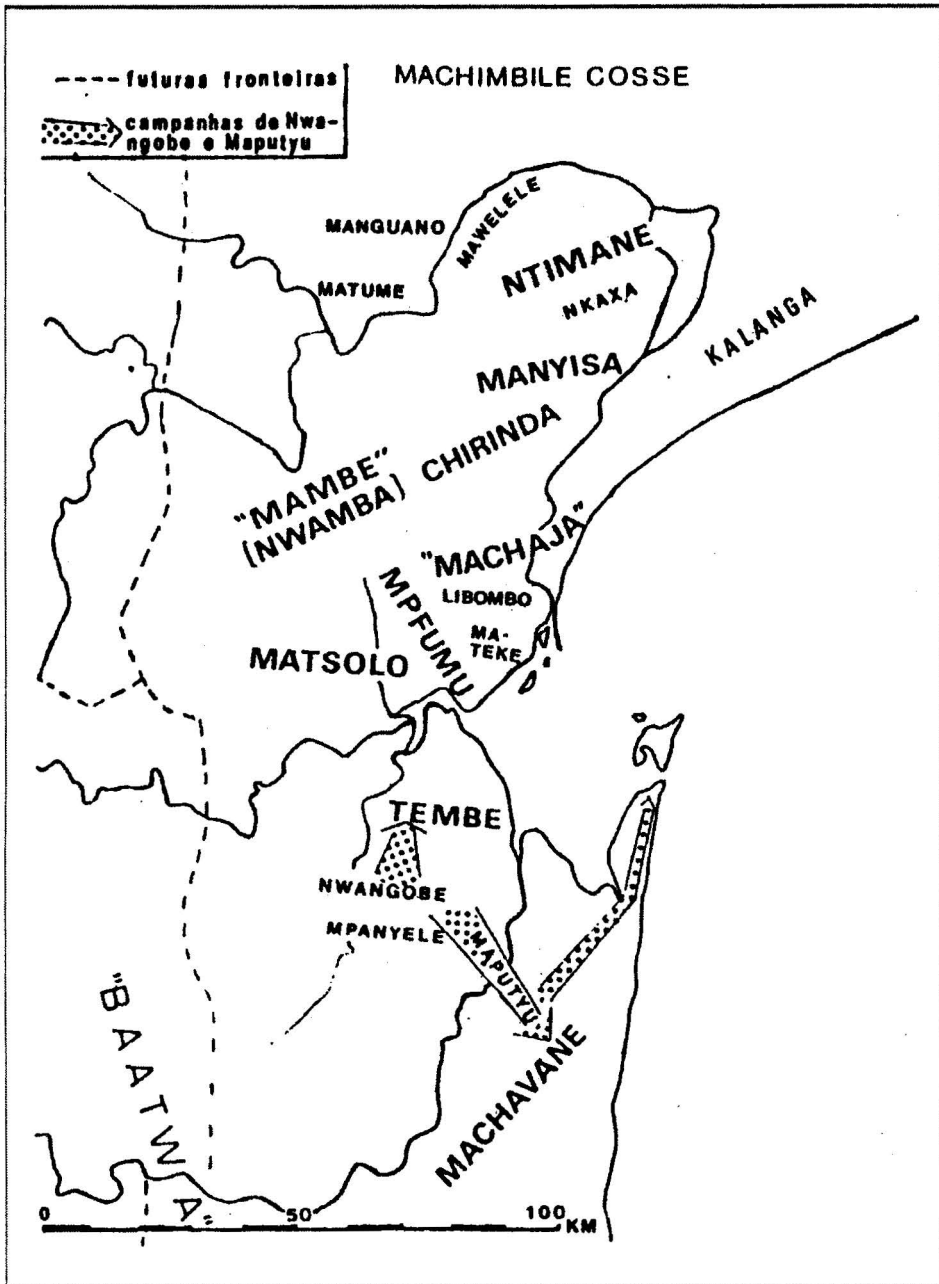 futuras fronteiras
campanhas de Nwa-
ngobe e Maputyu
MACHIMBILE COSSE
MANGUANO
MAWELELE
MATUME
NTIMANE
NKAXA
KALANGA
MANYISA
CHIRINDA
"MAMBE"
(NWAMBA)
"MACHAJA"
MPFUMU
LIBOMBO
MA-
TEKE
MATSOLO
TEMBE
NWANGOBE
MPANYELE
MAPUTYU
MACHAVANE
"BAATWA"
0 50 100
KM